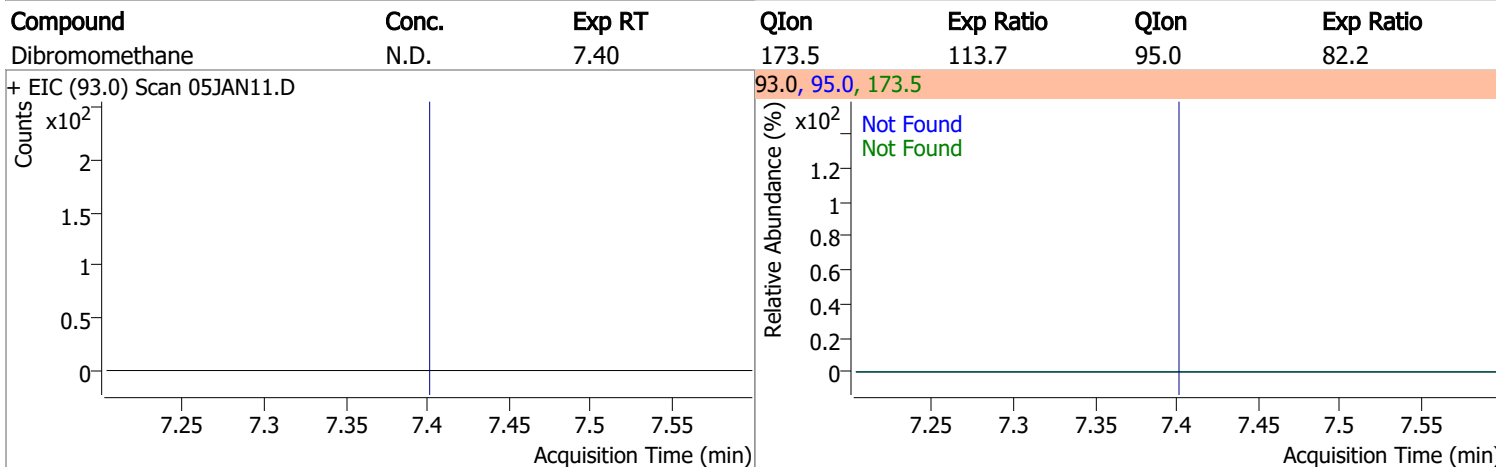 Compound Conc. Exp RT QIon Exp Ratio QIon Exp Ratio
Dibromomethane N.D. 7.40 173.5 113.7 95.0 82.2
+ EIC (93.0) Scan 05JAN11.D
Counts
x10²
2
1.5
1
0.5
0
7.25 7.3 7.35 7.4 7.45 7.5 7.55
Acquisition Time (min)
93.0, 95.0, 173.5
Relative Abundance (%)
x10²
Not Found
Not Found
1.2
1
0.8
0.6
0.4
0.2
0
7.25 7.3 7.35 7.4 7.45 7.5 7.55
Acquisition Time (min)